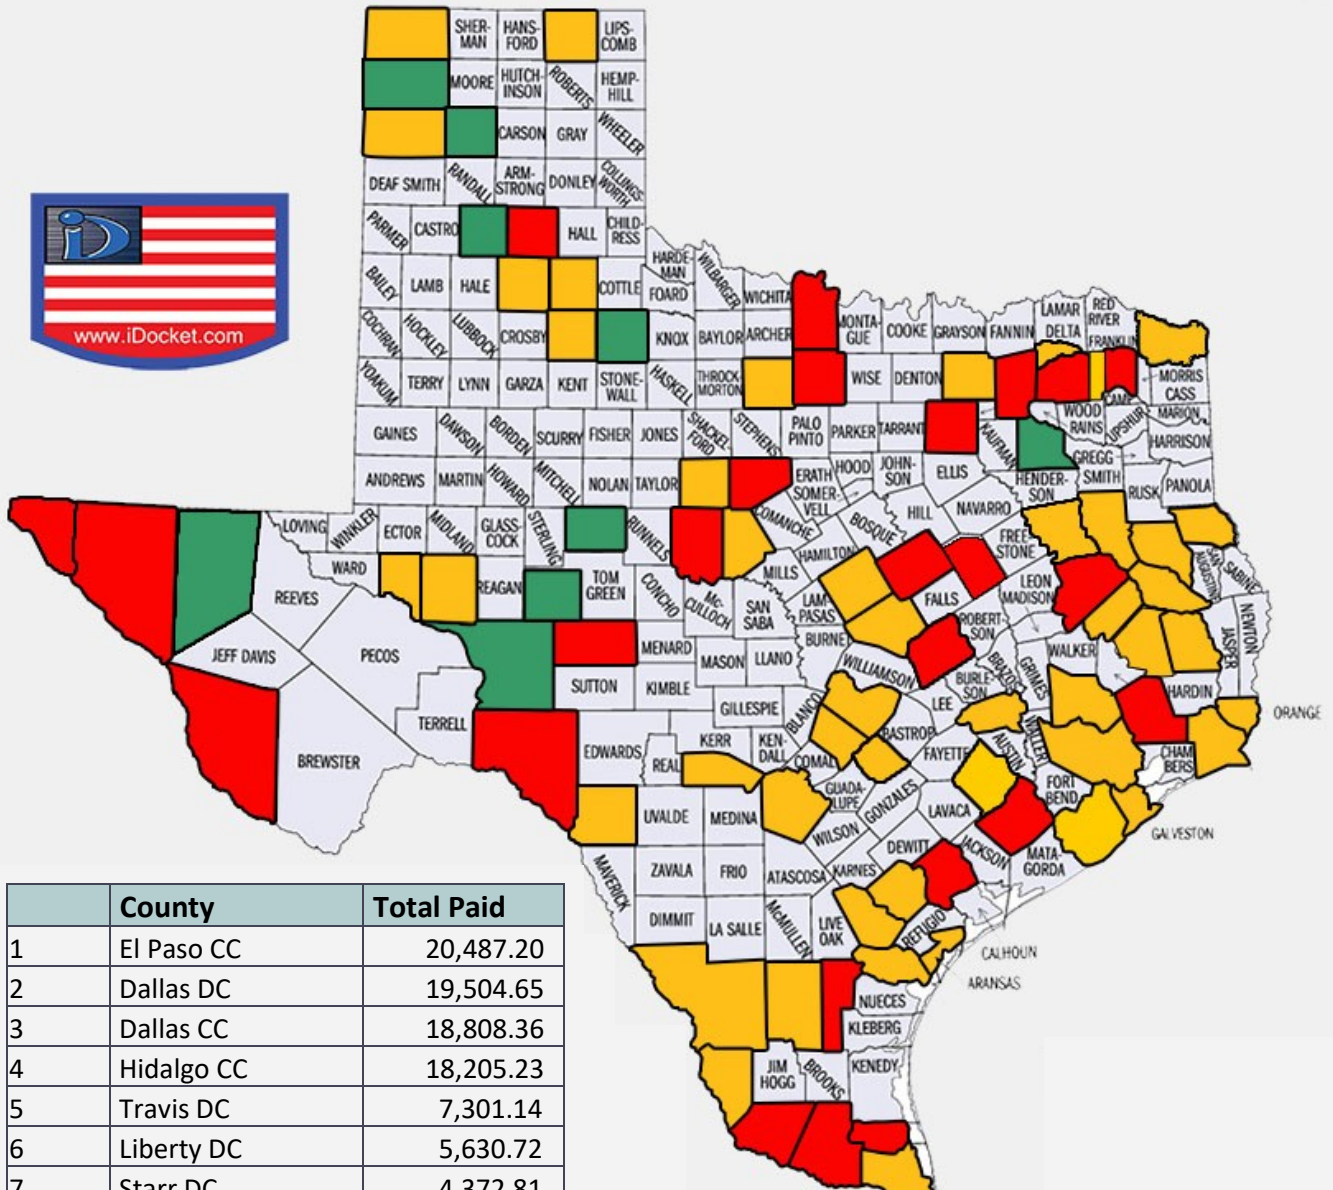 SHER-
MAN
HANS-
FORD
LIPS-
COMB
MOORE
HUTCH-
INSON
ROBERTS
HEMP-
HILL
CARSON
GRAY
WHEELER
DEAF SMITH
RANDALL
ARM-
STRONG
DONLEY
COLLINGS-
WORTH
PARMER
CASTRO
HALL
CHILD-
RESS
BAILEY
LAMB
HALE
COTTLE
HARDE-
MAN
FOARD
WILBARGER
WICHITA
COCHRAN
HOCKLEY
LUBBOCK
CROSBY
KNOX
BAYLOR
ARCHER
MONTA-
GUE
COOKE
GRAYSON
FANNIN
LAMAR
DELTA
RED
RIVER
FRANKLIN
www.iDocket.com
YOAKUM
TERRY
LYNN
GARZA
KENT
STONE-
WALL
HASKELL
THROCK-
MORTON
WISE
DENTON
CAMP
MORRIS
CASS
GAINES
DAWSON
BORDEN
SCURRY
FISHER
JONES
SHACKEL-
FORD
STEPHENS
PALO
PINTO
PARKER
TARRANT
KAUFMAN
WOOD
RAINS
UPSHUR
MARION
HARRISON
ANDREWS
MARTIN
HOWARD
MITCHELL
NOLAN
TAYLOR
ERATH
SOMER-
VELL
HOOD
JOHN-
SON
ELLIS
HENDER-
SON
GREGG
SMITH
RUSK
PANOLA
LOVING
WINKLER
ECTOR
MIDLAND
GLASS-
COCK
STERLING
RUNNELS
COMANCHE
BOSQUE
HILL
NAVARRO
FREE
STONE
WARD
REAGAN
TOM
GREEN
CONCHO
Mc-
CULLOCH
MILLS
HAMILTON
SAN
SABA
LAM-
PASAS
FALLS
LEON
MADISON
SAN
AUGUSTINE
SABINE
REEVES
JEFF DAVIS
PECOS
MENARD
MASON
LLANO
BURNET
WILLIAMSON
ROBERT-
SON
BRAZOS
GRIMES
WALKER
JASPER
NEWTON
TERRELL
BREWSTER
SUTTON
KIMBLE
GILLESPIE
BLANCO
BURLE-
SON
LEE
HARDIN
ORANGE
EDWARDS
REAL
KERR
KEN-
DALL
COMAL
BASTROP
FAYETTE
AUSTIN
WALLER
CHAM
BERS
UVALDE
MEDINA
GUADA-
LUPE
WILSON
GONZALES
LAVACA
FORT
BEND
GALVESTON
MAVERICK
ZAVALA
FRIO
ATASCOSA
KARNES
DEWITT
JACKSON
MATA-
GORDA
DIMMIT
LA SALLE
McMULLEN
LIVE
OAK
REFUGIO
CALHOUN
ARANSAS
NUECES
KLEBERG
JIM
HOGG
BROOKS
KENEDY
County Total Paid
1 El Paso CC 20,487.20
2 Dallas DC 19,504.65
3 Dallas CC 18,808.36
4 Hidalgo CC 18,205.23
5 Travis DC 7,301.14
6 Liberty DC 5,630.72
7 Starr DC 4,372.81